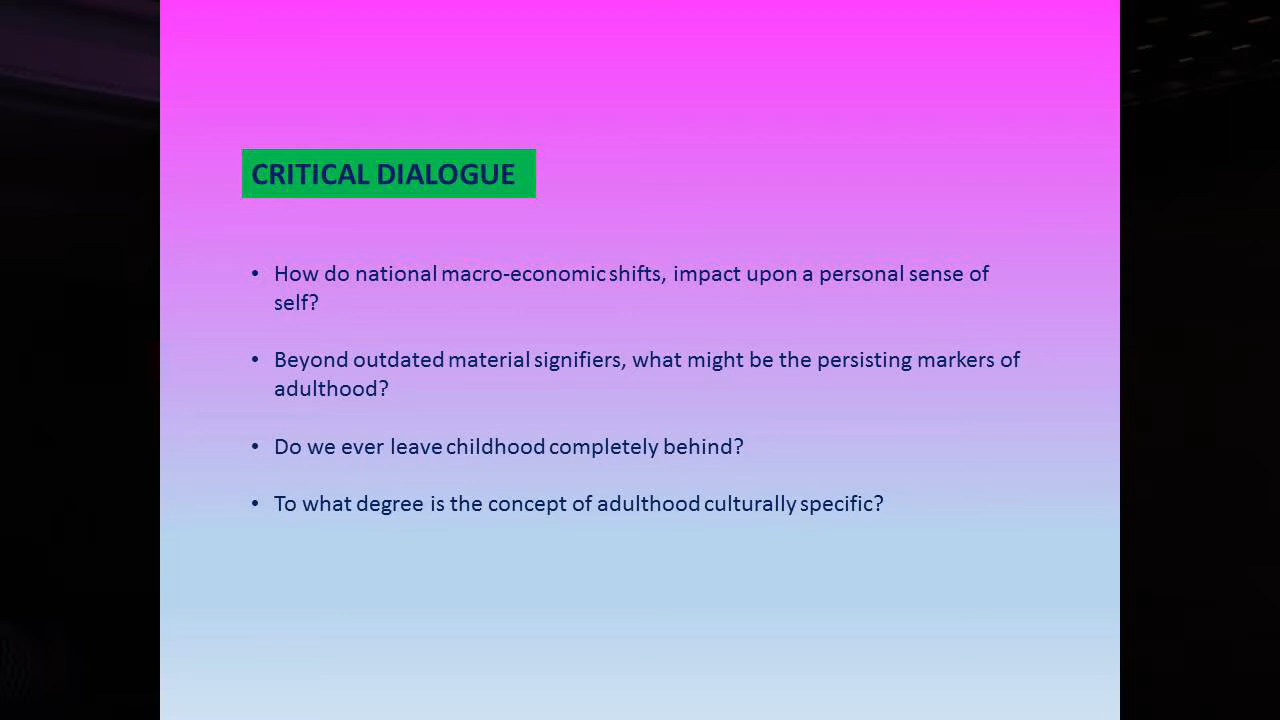 CRITICAL DIALOGUE
• How do national macro-economic shifts, impact upon a personal sense of
self?
• Beyond outdated material signifiers, what might be the persisting markers of
adulthood?
• Do we ever leave childhood completely behind?
• To what degree is the concept of adulthood culturally specific?